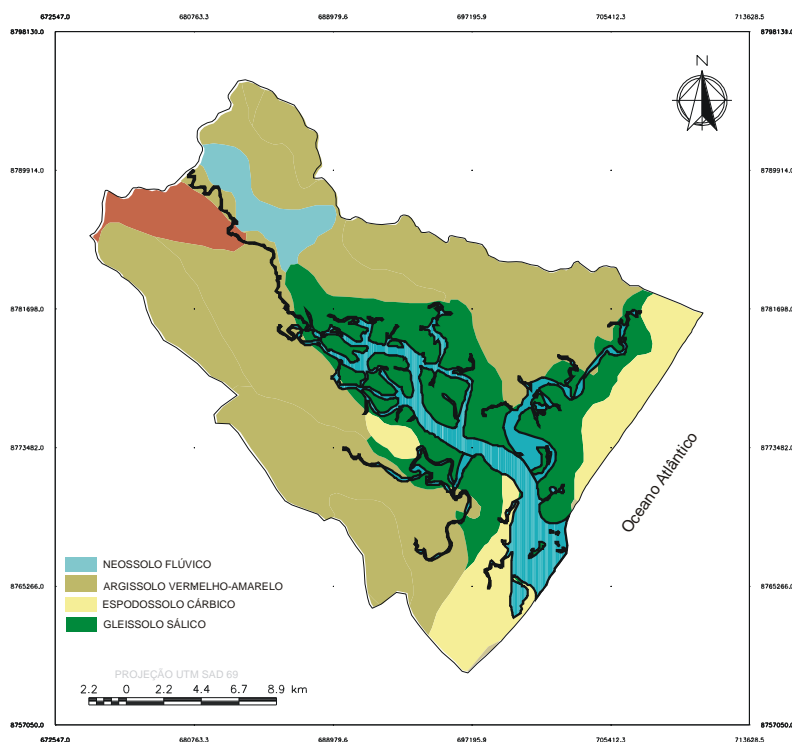 672547.0 680763.3 688979.6 697195.9 705412.3 713628.5
8798130.0 8798130.0
N
8789914.0 8789914.0
8781698.0 8781698.0
8773482.0 8773482.0
Oceano Atlântico
NEOSSOLO FLÚVICO
ARGISSOLO VERMELHO-AMARELO
8765266.0 8765266.0
ESPODOSSOLO CÁRBICO
GLEISSOLO SÁLICO
PROJEÇÃO UTM SAD 69
2.2 0 2.2 4.4 6.7 8.9 km
8757050.0 8757050.0
672547.0 680763.3 688979.6 697195.9 705412.3 713628.5